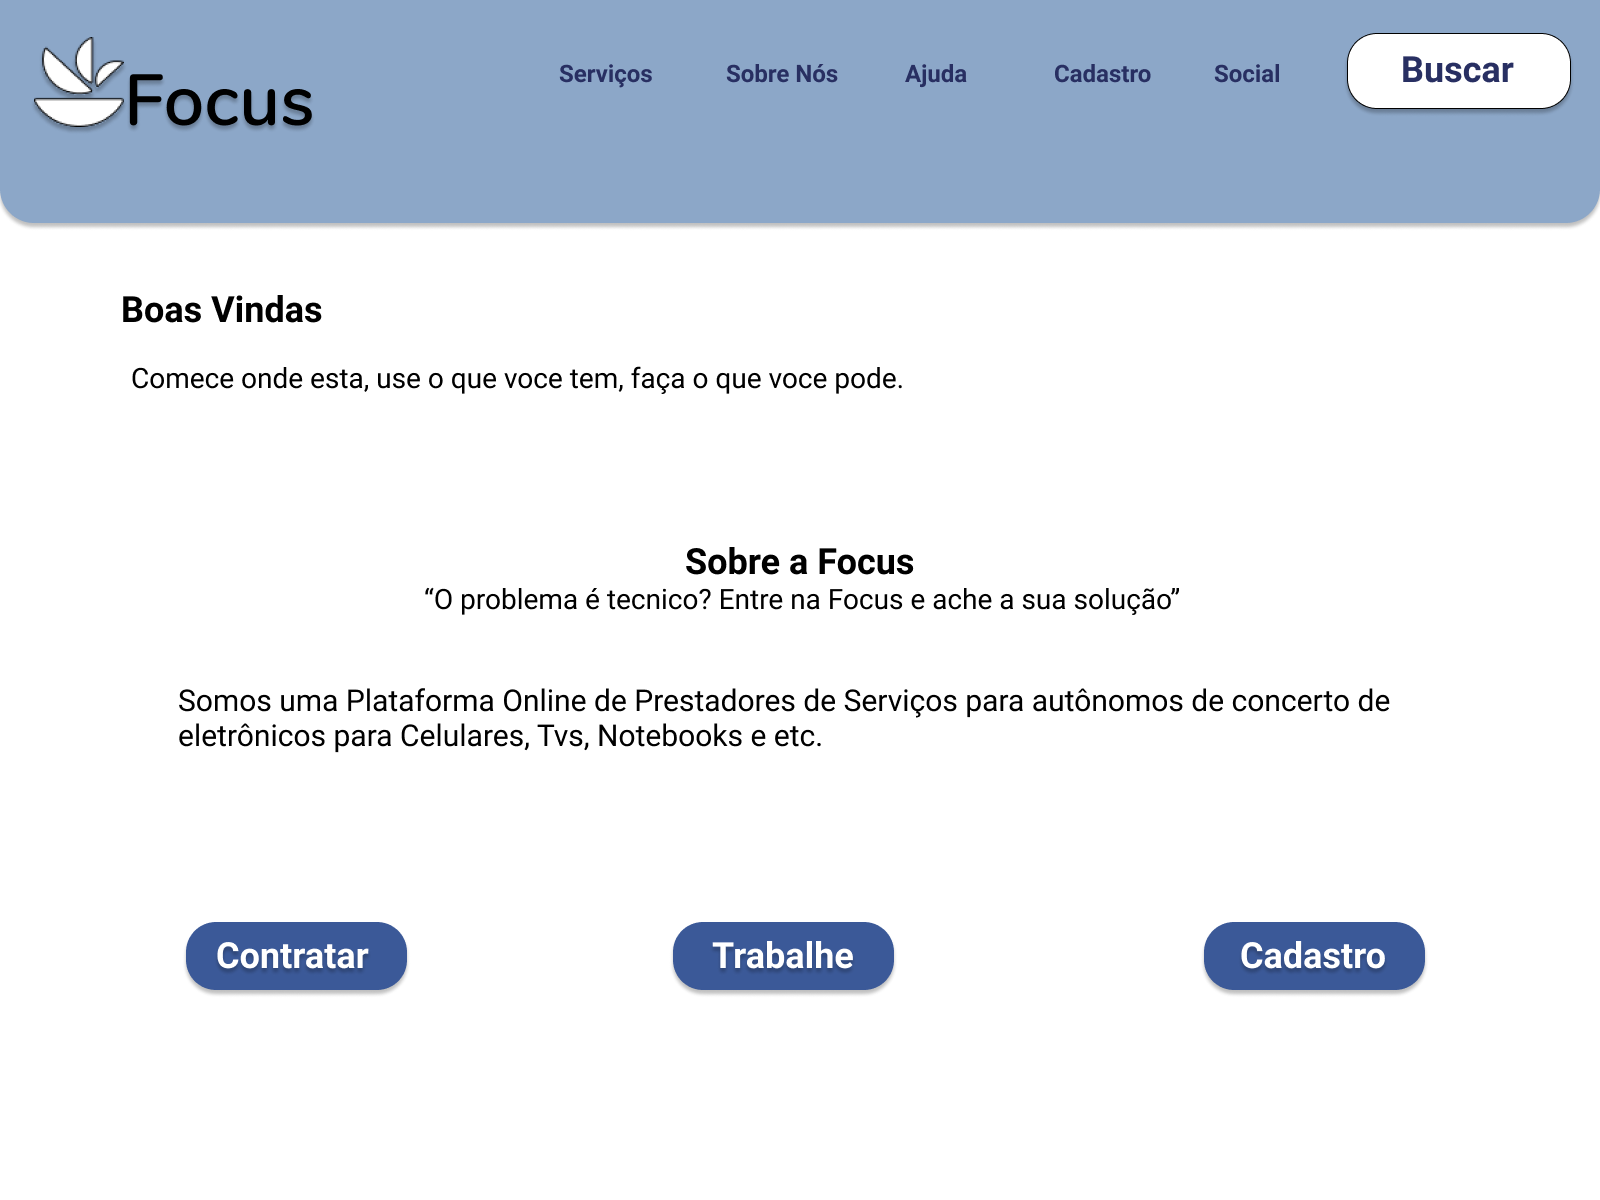 Focus
Serviços
Sobre Nós
Ajuda
Cadastro
Social
Buscar
Boas Vindas
Comece onde esta, use o que voce tem, faça o que voce pode.
Sobre a Focus
“O problema é tecnico? Entre na Focus e ache a sua solução”
Somos uma Plataforma Online de Prestadores de Serviços para autônomos de concerto de
eletrônicos para Celulares, Tvs, Notebooks e etc.
Contratar
Trabalhe
Cadastro